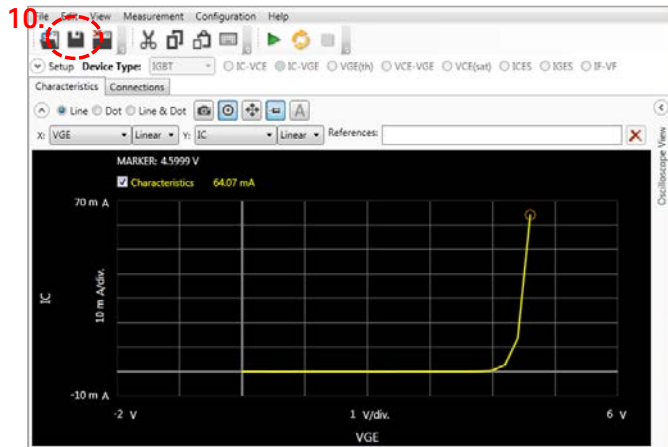 10.
File Edit View Measurement Configuration Help
Setup Device Type: IGBT IC-VCE IC-VGE VGE(th) VCE-VGE VCE(sat) ICES IGES IF-VF
Characteristics Connections
Line Dot Line & Dot A
X: VGE Linear Y: IC Linear References:
Oscilloscope View
MARKER: 4.5999 V
Characteristics 64.07 mA
70 m A
IC
10 m A/div.
-10 m A
-2 V 1 V/div. 6 V
VGE